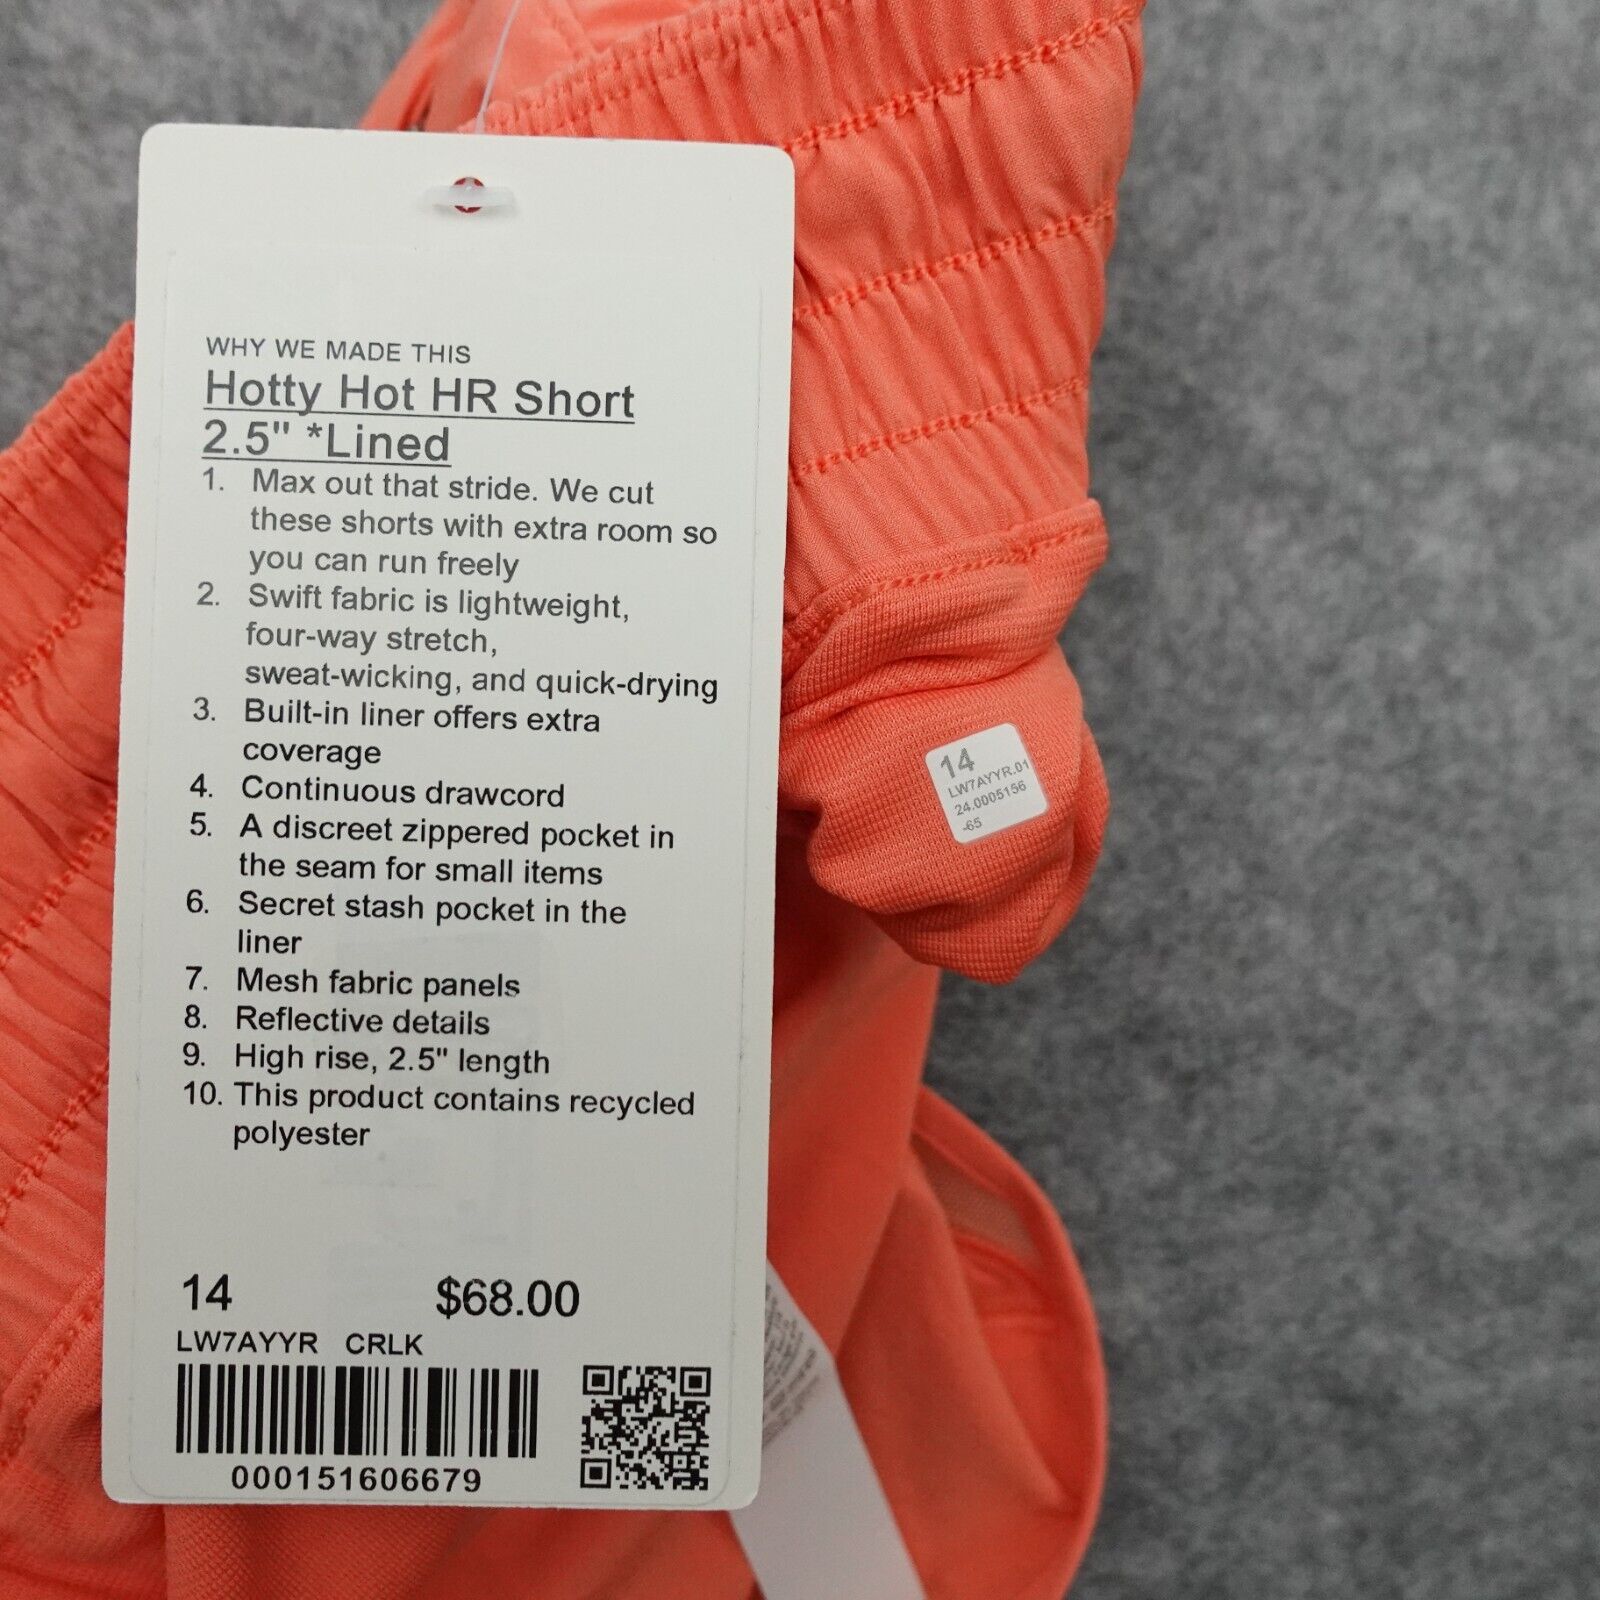 WHY WE MADE THIS
Hotty Hot HR Short
2.5" *Lined
1. Max out that stride. We cut
these shorts with extra room so
you can run freely
2. Swift fabric is lightweight,
four-way stretch,
sweat-wicking, and quick-drying
3. Built-in liner offers extra
coverage
4. Continuous drawcord
5. A discreet zippered pocket in
the seam for small items
6. Secret stash pocket in the
liner
7. Mesh fabric panels
8. Reflective details
9. High rise, 2.5" length
10. This product contains recycled
polyester
14 $68.00
LW7AYYR CRLK
000151606679
14
LW7AYYR.01
24.0005156
-65